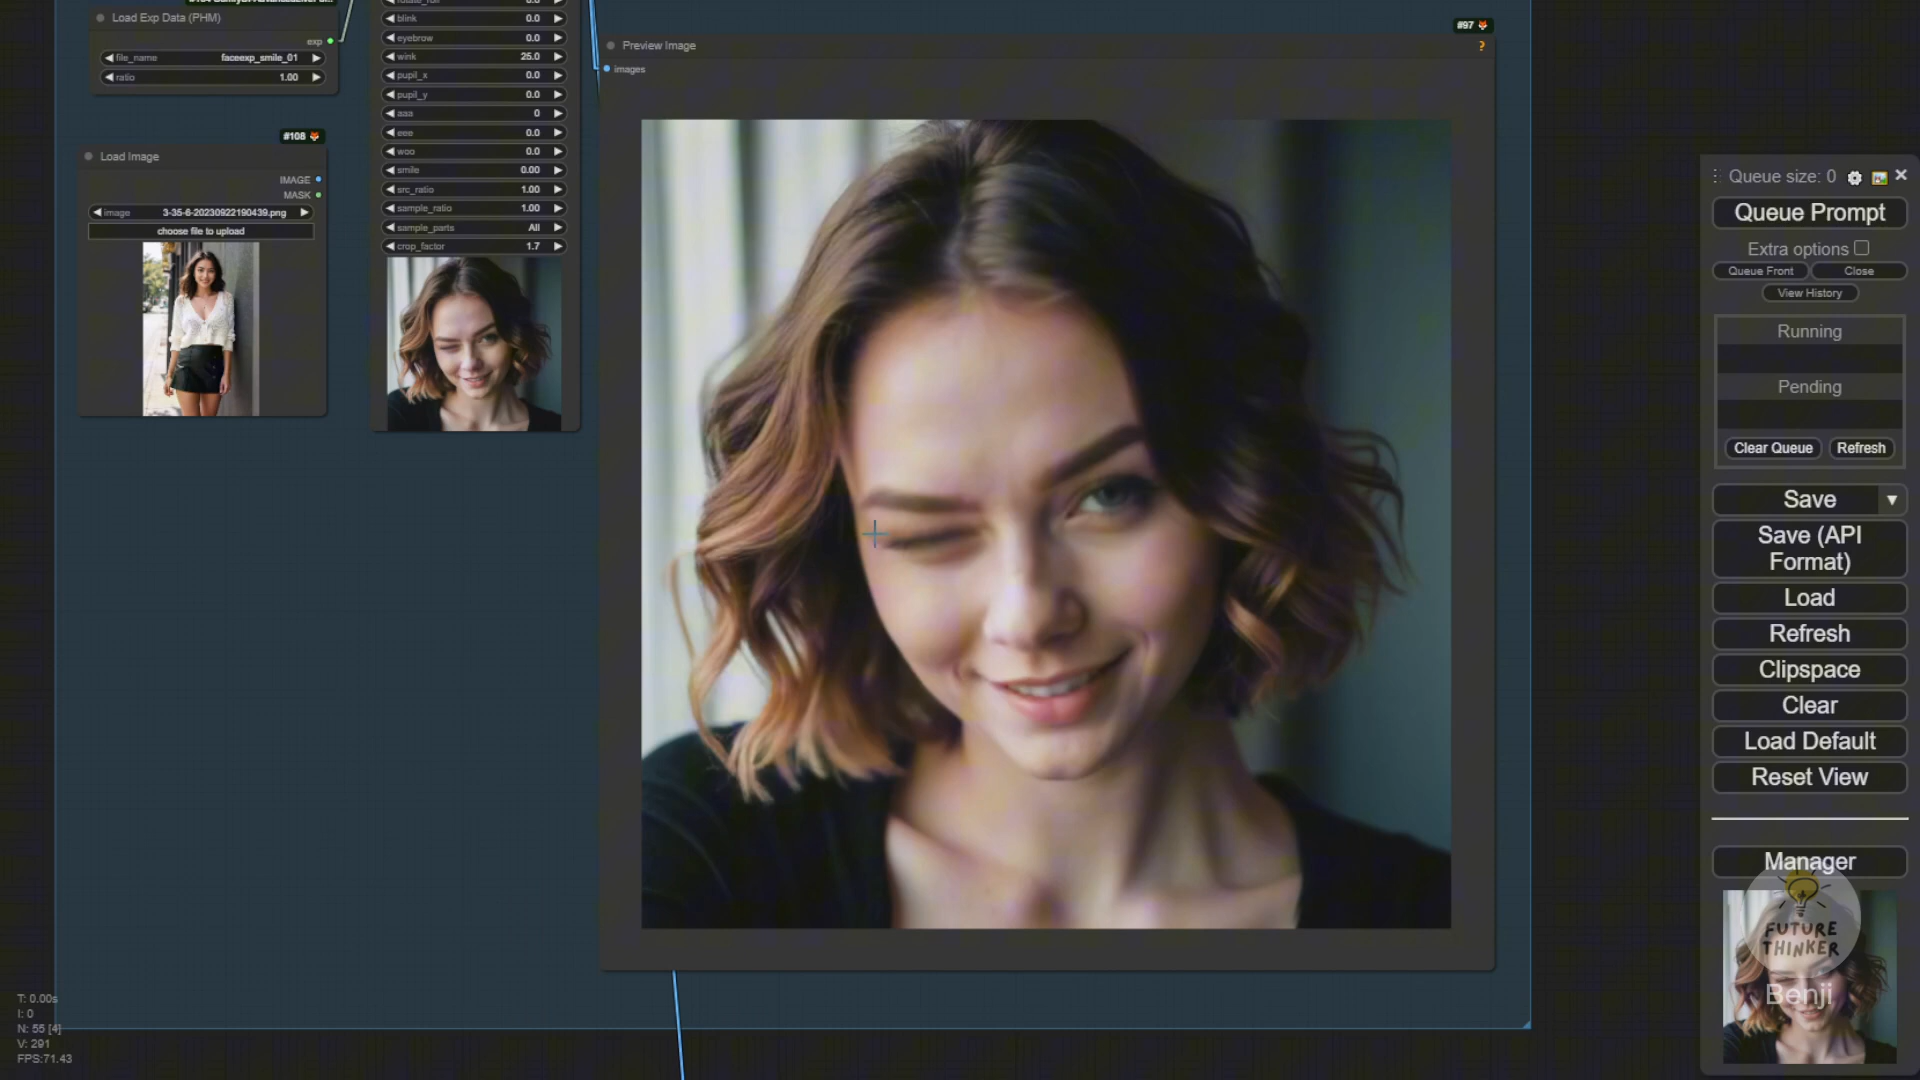 Load Exp Data (PHM)
exp
file_name faceexp_smile_01
ratio 1.00
#108
Load Image
IMAGE
MASK
image 3-35-6-20230922190439.png
choose file to upload
blink 0.0
eyebrow 0.0
wink 25.0
pupil_x 0.0
pupil_y 0.0
aaa 0
eee 0.0
woo 0.0
smile 0.00
src_ratio 1.00
sample_ratio 1.00
sample_parts All
crop_factor 1.7
#97
Preview Image ?
images
Queue size: 0
Queue Prompt
Extra options
Queue Front Close
View History
Running
Pending
Clear Queue Refresh
Save
Save (API
Format)
Load
Refresh
Clipspace
Clear
Load Default
Reset View
Manager
FUTURE
THINKER
Benji
T: 0.00s
I: 0
N: 55 [4]
V: 291
FPS:71.43